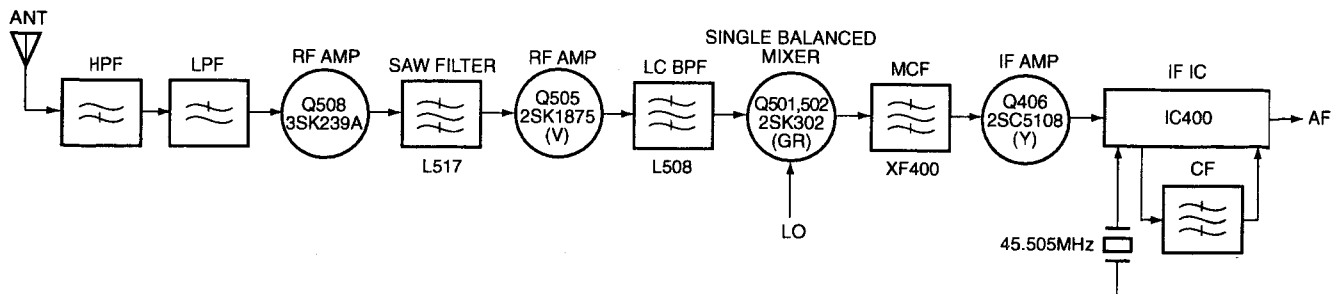 ANT
HPF
LPF
RF AMP
Q508
3SK239A
SAW FILTER
L517
RF AMP
Q505
2SK1875
(V)
LC BPF
L508
SINGLE BALANCED
MIXER
Q501,502
2SK302
(GR)
LO
MCF
XF400
IF AMP
Q406
2SC5108
(Y)
IF IC
IC400
AF
CF
45.505MHz